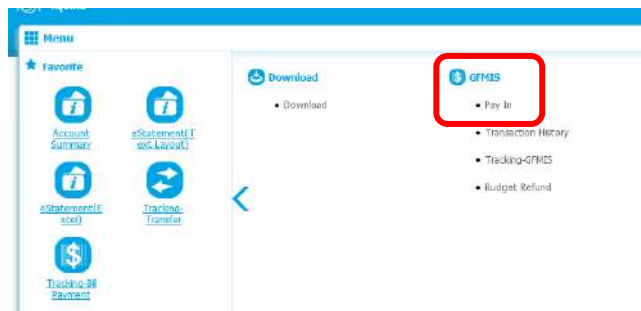 Menu
Favorite
Account
Summary
eStatement(T
ext Layout)
eStatement(E
xcel)
Tracking-
Transfer
Tracking-Bill
Payment
Download
• Download
GFMIS
• Pay In
• Transaction History
• Tracking-GFMIS
• Budget Refund